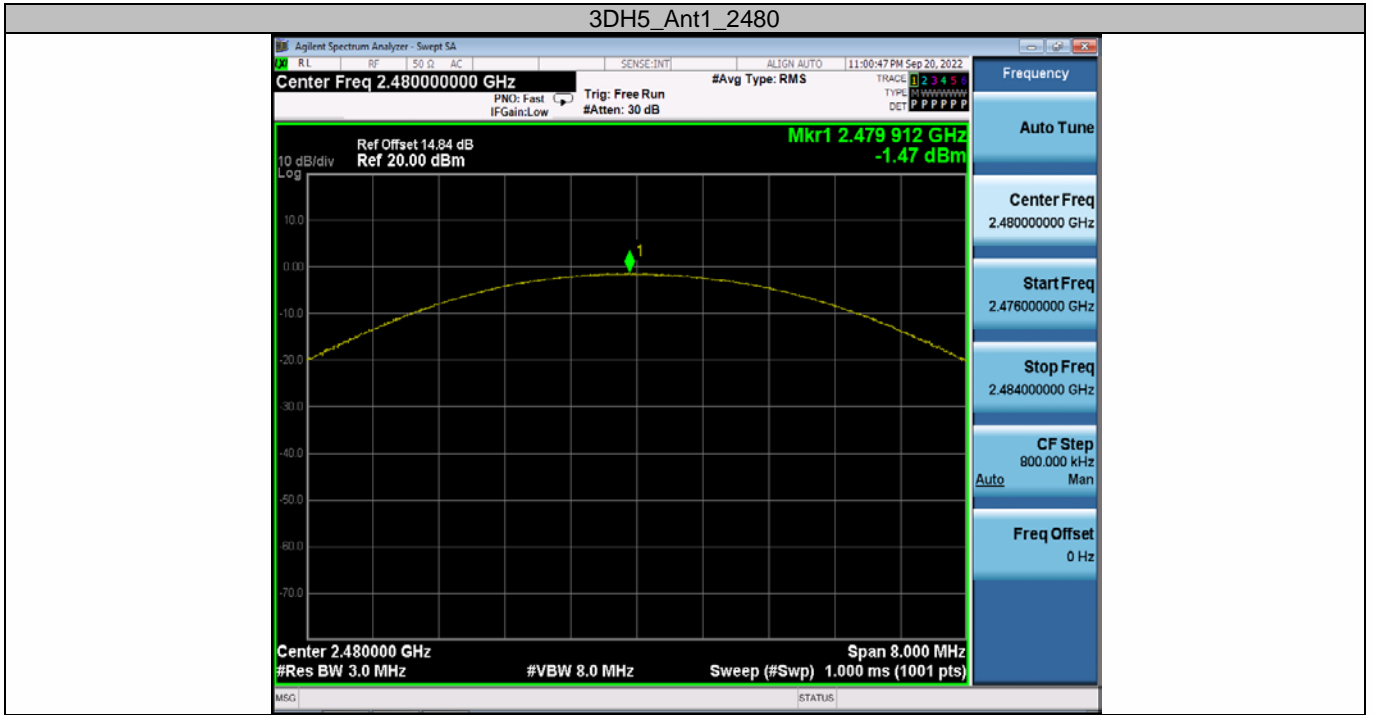 3DH5_Ant1_2480
Agilent Spectrum Analyzer - Swept SA
RL RF 50 Ω AC SENSE:INT ALIGN AUTO 11:00:47 PM Sep 20, 2022
Center Freq 2.480000000 GHz #Avg Type: RMS TRACE 1 2 3 4 5 6
PNO: Fast Trig: Free Run TYPE M WWWWW
IFGain:Low #Atten: 30 dB DET P P P P P P
Frequency
Mkr1 2.479 912 GHz
-1.47 dBm
Ref Offset 14.84 dB
10 dB/div Ref 20.00 dBm
Log
10.0
1
0.00
-10.0
-20.0
-30.0
-40.0
-50.0
-60.0
-70.0
Center 2.480000 GHz Span 8.000 MHz
#Res BW 3.0 MHz #VBW 8.0 MHz Sweep (#Swp) 1.000 ms (1001 pts)
Auto Tune
Center Freq
2.480000000 GHz
Start Freq
2.476000000 GHz
Stop Freq
2.484000000 GHz
CF Step
800.000 kHz
Auto Man
Freq Offset
0 Hz
MSG STATUS